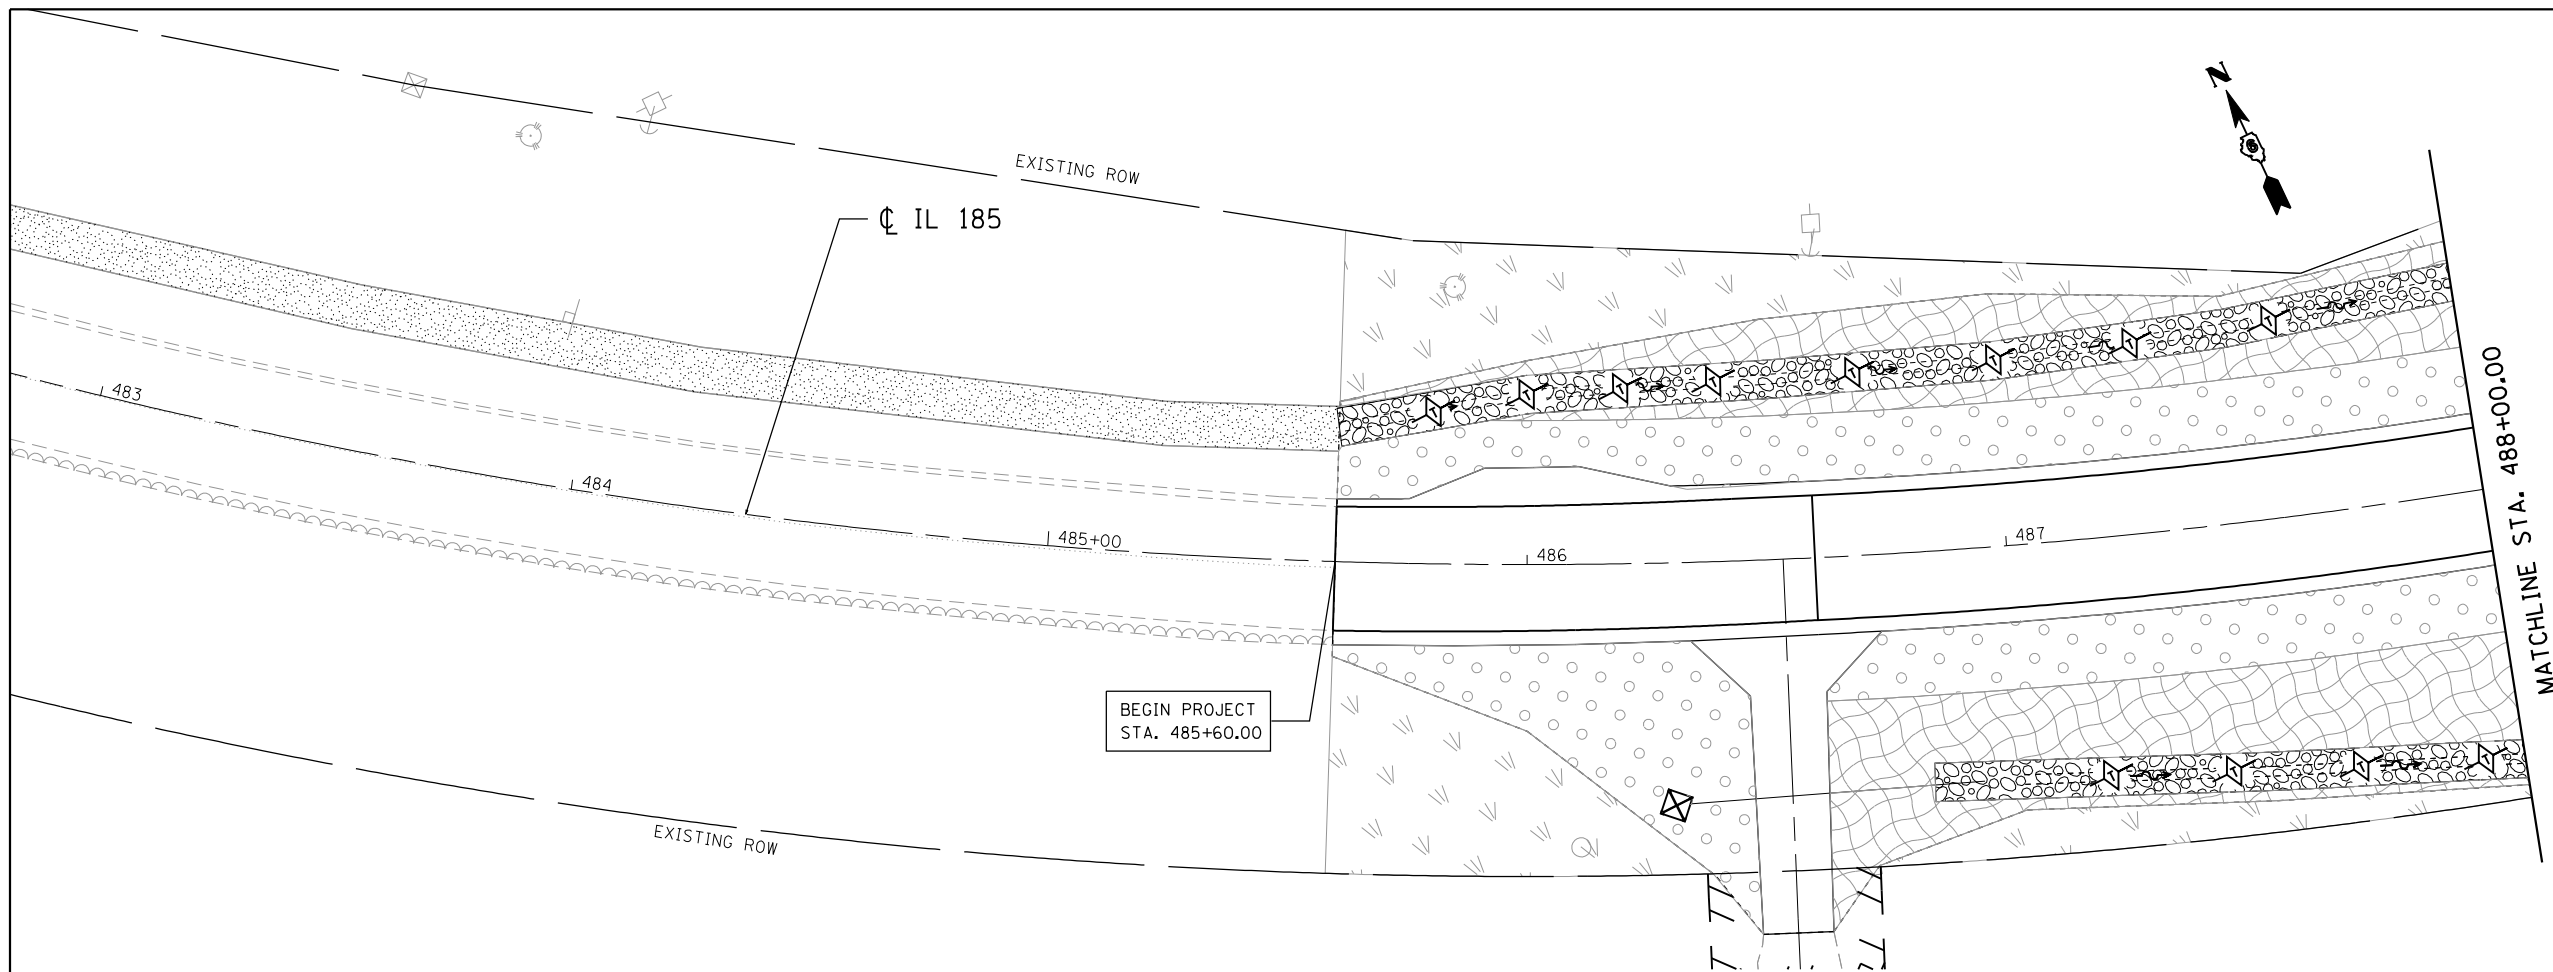 N
EXISTING ROW
℄ IL 185
483
484
485+00
486
487
BEGIN PROJECT
STA. 485+60.00
MATCHLINE STA. 488+00.00
EXISTING ROW